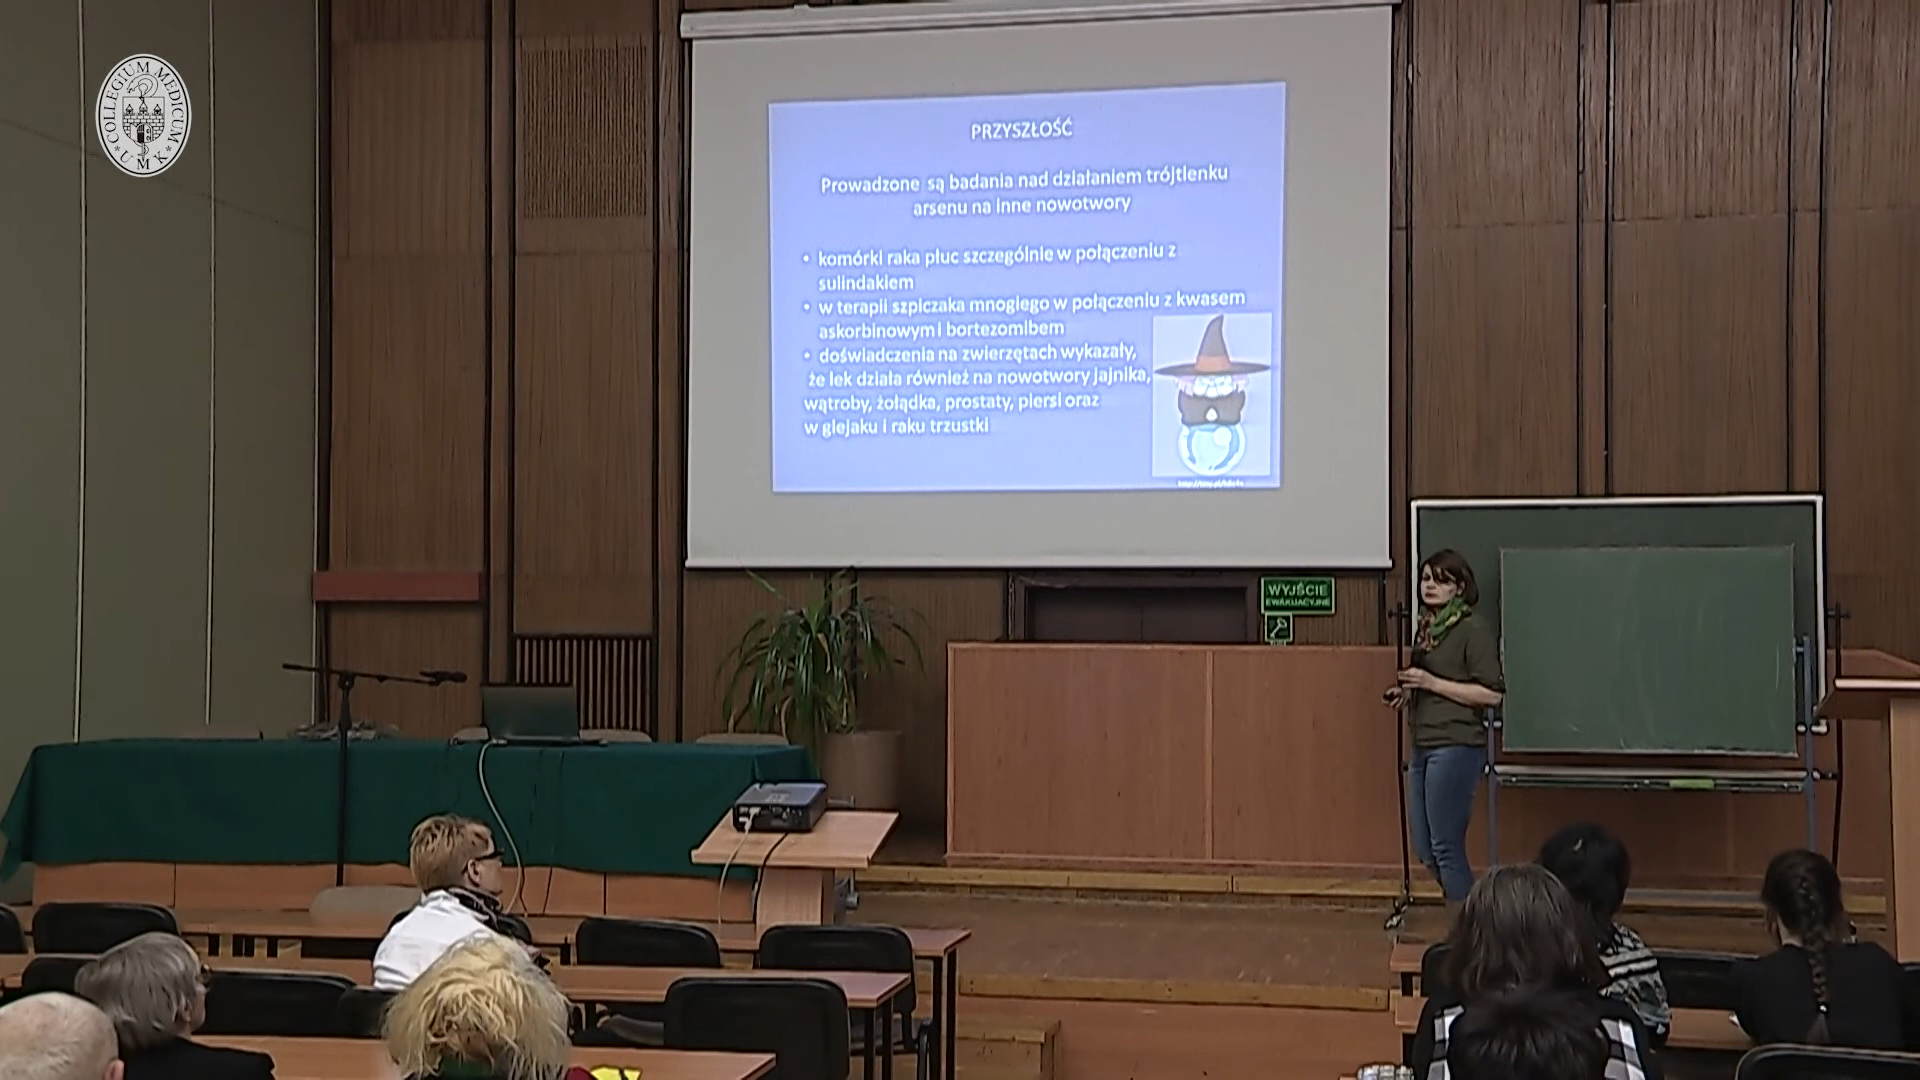 COLLEGIUM MEDICUM
* UMK *
PRZYSZŁOŚĆ
Prowadzone są badania nad działaniem trójtlenku
arsenu na inne nowotwory
• komórki raka płuc szczególnie w połączeniu z
sulindakiem
• w terapii szpiczaka mnogiego w połączeniu z kwasem
askorbinowym i bortezomibem
• doświadczenia na zwierzętach wykazały,
że lek działa również na nowotwory jajnika,
wątroby, żołądka, prostaty, piersi oraz
w glejaku i raku trzustki
WYJŚCIE
EWAKUACYJNE